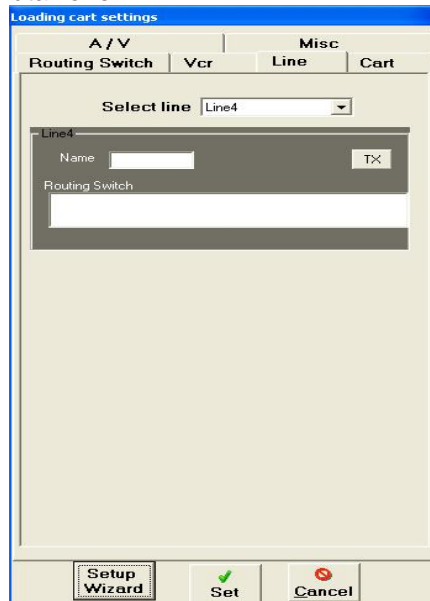 Loading cart settings
A / V Misc
Routing Switch Vcr Line Cart
Select line Line4
Line4
Name TX
Routing Switch
Setup Wizard
Set
Cancel